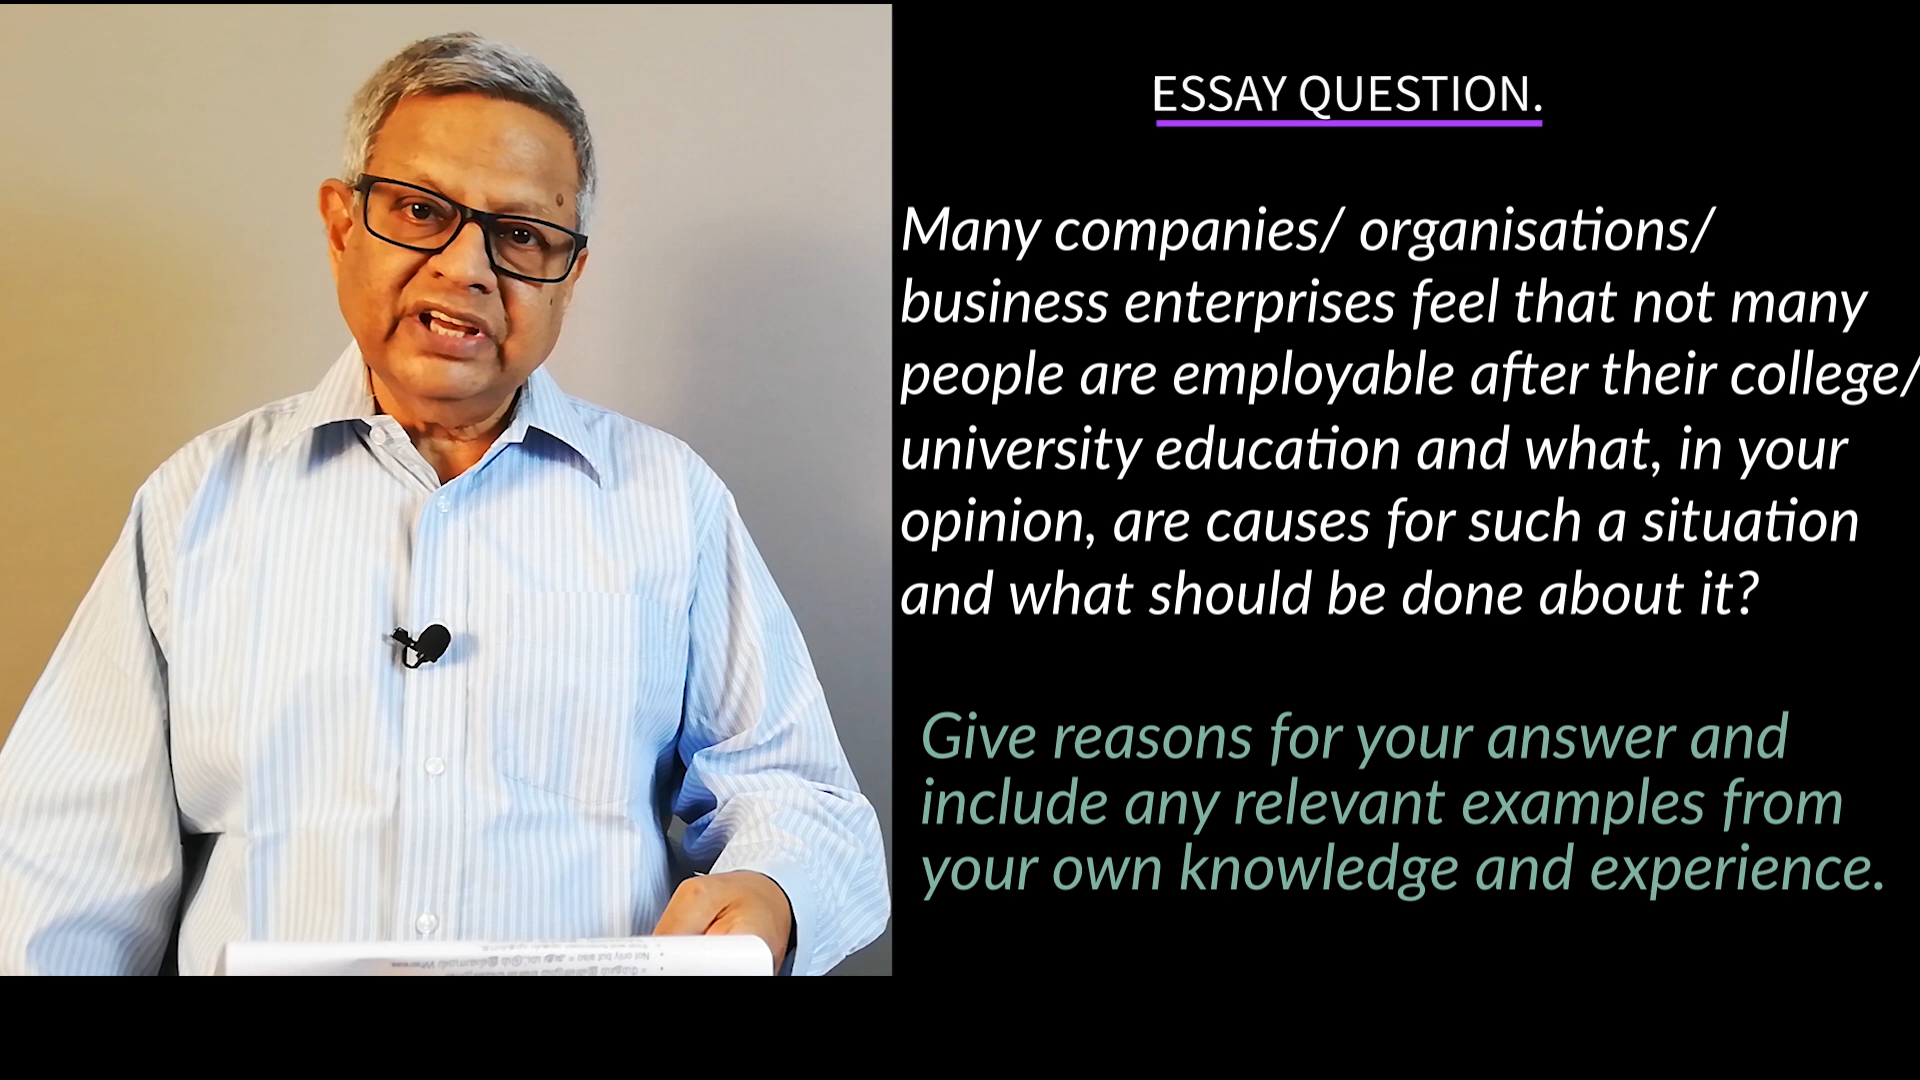 ESSAY QUESTION.
Many companies/ organisations/
business enterprises feel that not many
people are employable after their college/
university education and what, in your
opinion, are causes for such a situation
and what should be done about it?
Give reasons for your answer and
include any relevant examples from
your own knowledge and experience.